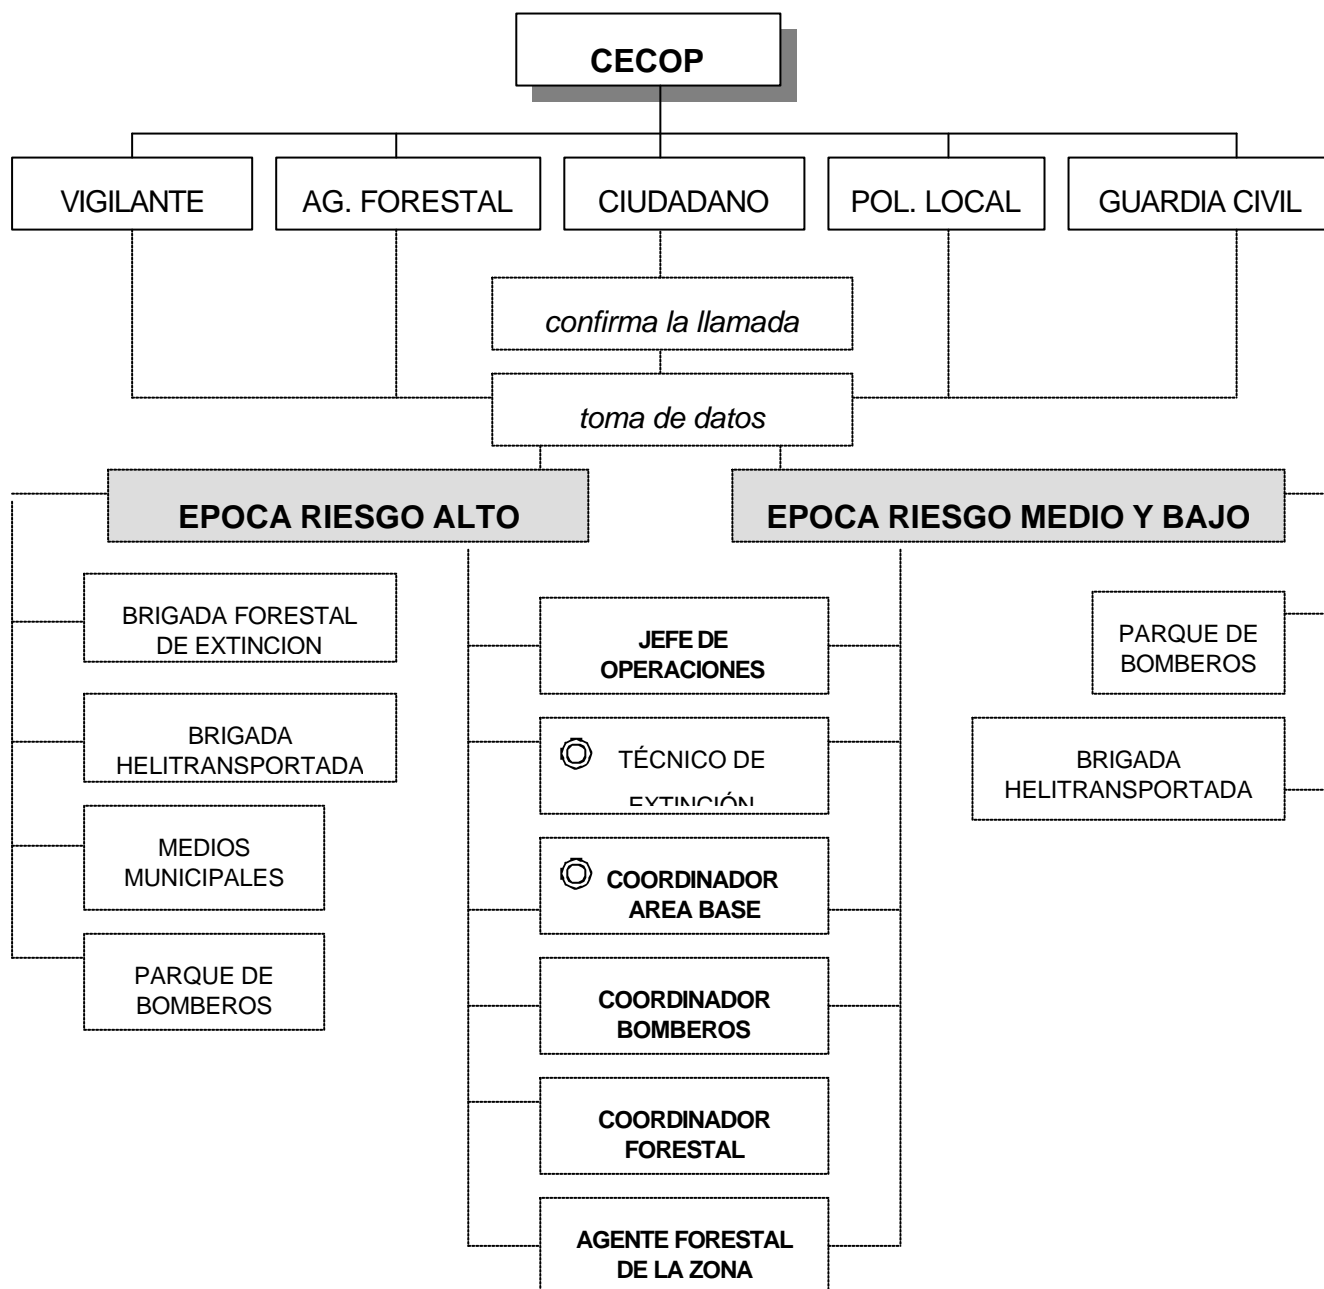 CECOP
VIGILANTE
AG. FORESTAL
CIUDADANO
POL. LOCAL
GUARDIA CIVIL
confirma la llamada
toma de datos
EPOCA RIESGO ALTO
EPOCA RIESGO MEDIO Y BAJO
BRIGADA FORESTAL
DE EXTINCION
BRIGADA
HELITRANSPORTADA
MEDIOS
MUNICIPALES
PARQUE DE
BOMBEROS
JEFE DE
OPERACIONES
TÉCNICO DE
EXTINCIÓN
COORDINADOR
AREA BASE
COORDINADOR
BOMBEROS
COORDINADOR
FORESTAL
AGENTE FORESTAL
DE LA ZONA
PARQUE DE
BOMBEROS
BRIGADA
HELITRANSPORTADA